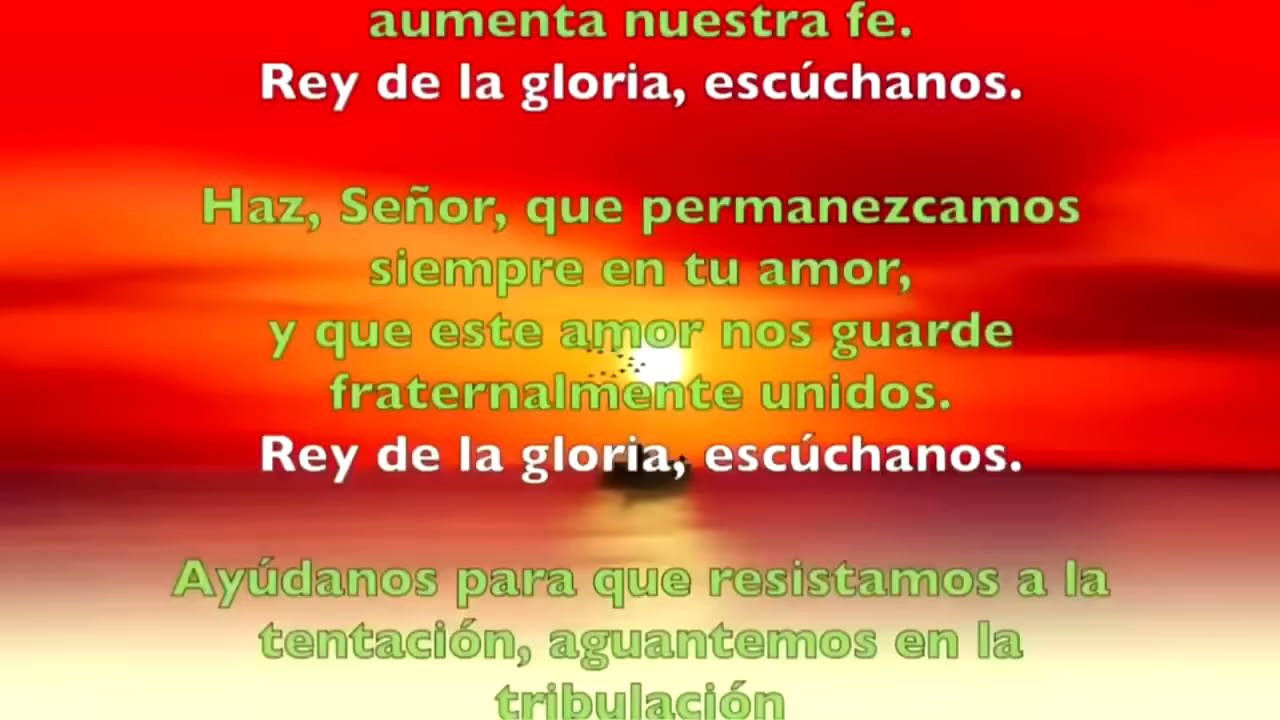 aumenta nuestra fe.
Rey de la gloria, escúchanos.
Haz, Señor, que permanezcamos
siempre en tu amor,
y que este amor nos guarde
fraternalmente unidos.
Rey de la gloria, escúchanos.
Ayúdanos para que resistamos a la
tentación, aguantemos en la
tribulación